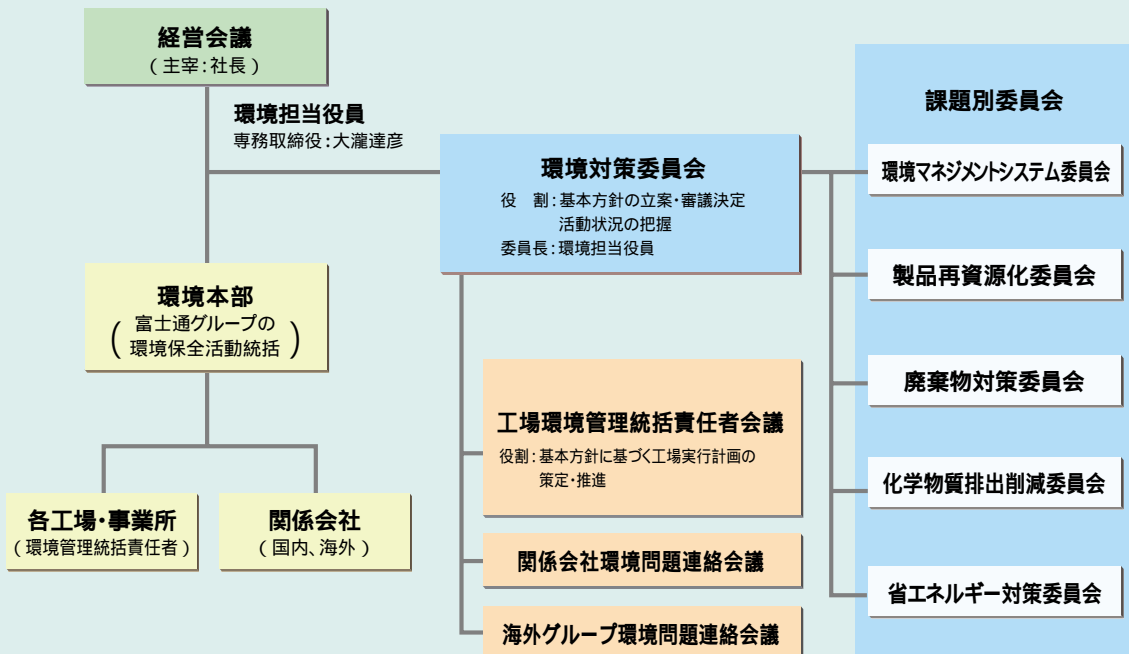 経営会議
(主宰:社長)
環境担当役員
専務取締役:大瀧達彦
環境対策委員会
役 割:基本方針の立案・審議決定
活動状況の把握
委員長:環境担当役員
環境本部
(富士通グループの
環境保全活動統括)
各工場・事業所
(環境管理統括責任者)
関係会社
(国内、海外)
工場環境管理統括責任者会議
役割:基本方針に基づく工場実行計画の
策定・推進
関係会社環境問題連絡会議
海外グループ環境問題連絡会議
課題別委員会
環境マネジメントシステム委員会
製品再資源化委員会
廃棄物対策委員会
化学物質排出削減委員会
省エネルギー対策委員会